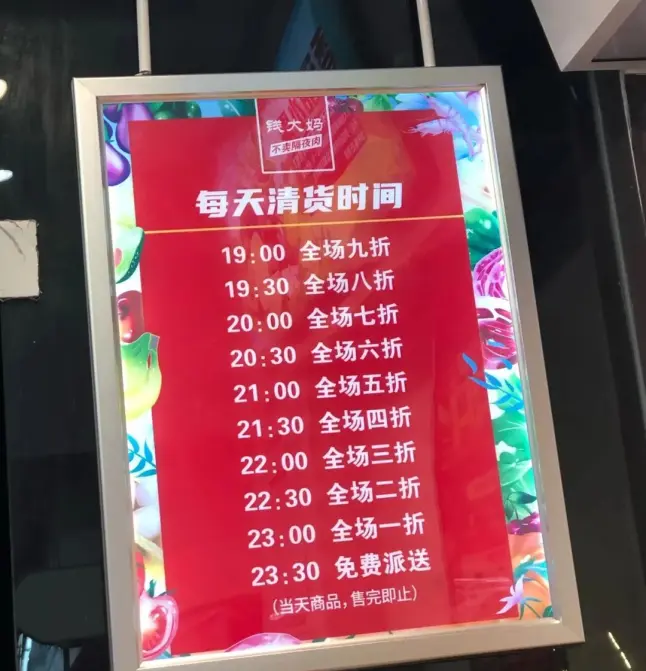 钱大妈
不卖隔夜肉
每天清货时间
19:00 全场九折
19:30 全场八折
20:00 全场七折
20:30 全场六折
21:00 全场五折
21:30 全场四折
22:00 全场三折
22:30 全场二折
23:00 全场一折
23:30 免费派送
(当天商品,售完即止)